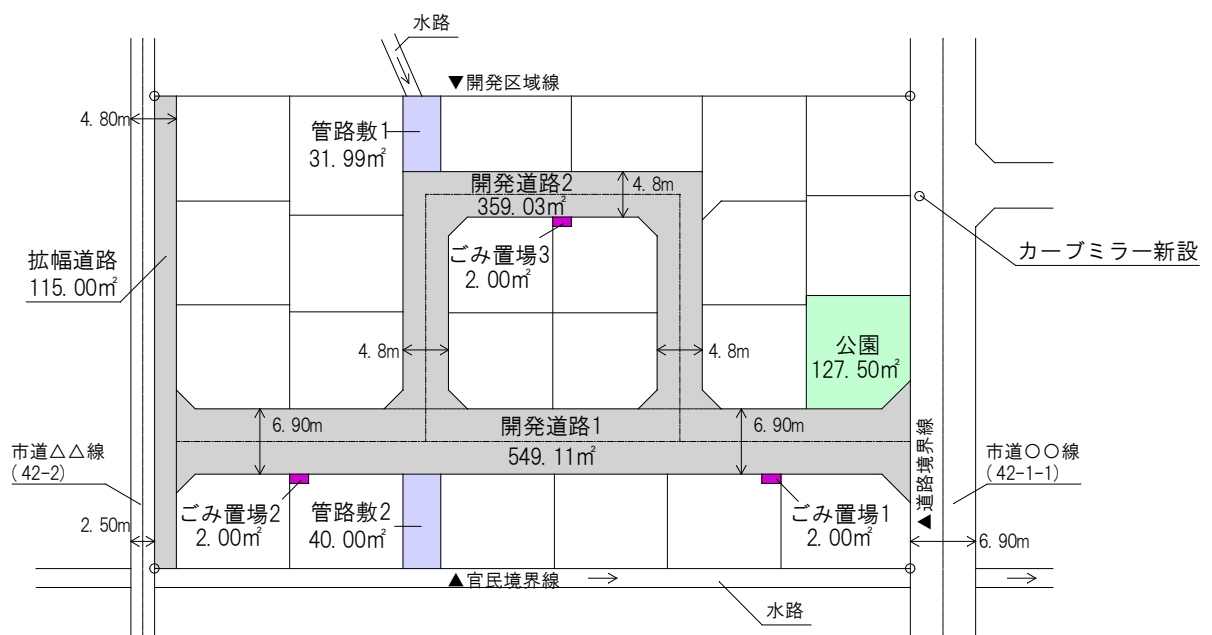 水路
▼開発区域線
4.80m
管路敷1
31.99㎡
開発道路2
359.03㎡
4.8m
カーブミラー新設
ごみ置場3
2.00㎡
拡幅道路
115.00㎡
4.8m
4.8m
公園
127.50㎡
6.90m
開発道路1
549.11㎡
6.90m
▲道路境界線
市道△△線
(42-2)
市道○○線
(42-1-1)
ごみ置場2
2.00㎡
管路敷2
40.00㎡
ごみ置場1
2.00㎡
2.50m
6.90m
▲官民境界線
水路